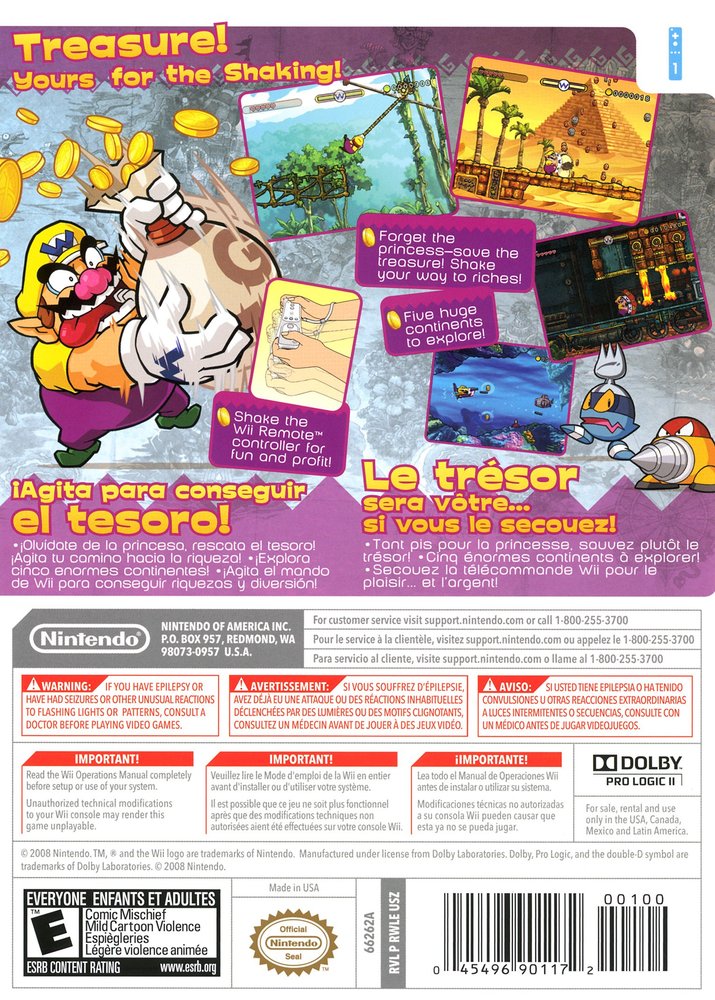 Treasure!
Yours for the Shaking!
1
Forget the
princess—save the
treasure! Shake
your way to riches!
Five huge
continents
to explore!
Shake the
Wii Remote™
controller for
fun and profit!
¡Agita para conseguir
el tesoro!
• ¡Olvídate de la princesa, rescata el tesoro!
¡Agita tu camino hacia la riqueza! • ¡Explora
cinco enormes continentes! • ¡Agita el mando
de Wii para conseguir riquezas y diversión!
Le trésor
sera vôtre...
si vous le secouez!
• Tant pis pour la princesse, sauvez plutôt le
trésor! • Cinq énormes continents à explorer!
• Secouez la télécommande Wii pour le
plaisir... et l'argent!
Nintendo®
NINTENDO OF AMERICA INC.
P.O. BOX 957, REDMOND, WA
98073-0957 U.S.A.
For customer service visit support.nintendo.com or call 1-800-255-3700
Pour le service à la clientèle, visitez support.nintendo.com ou appelez le 1-800-255-3700
Para servicio al cliente, visite support.nintendo.com o llame al 1-800-255-3700
WARNING: IF YOU HAVE EPILEPSY OR
HAVE HAD SEIZURES OR OTHER UNUSUAL REACTIONS
TO FLASHING LIGHTS OR PATTERNS, CONSULT A
DOCTOR BEFORE PLAYING VIDEO GAMES.
AVERTISSEMENT: SI VOUS SOUFFREZ D'ÉPILEPSIE,
AVEZ DÉJÀ EU UNE ATTAQUE OU DES RÉACTIONS INHABITUELLES
DÉCLENCHÉES PAR DES LUMIÈRES OU DES MOTIFS CLIGNOTANTS,
CONSULTEZ UN MÉDECIN AVANT DE JOUER À DES JEUX VIDÉO.
AVISO: SI USTED TIENE EPILEPSIA O HA TENIDO
CONVULSIONES U OTRAS REACCIONES EXTRAORDINARIAS
A LUCES INTERMITENTES O SECUENCIAS, CONSULTE CON
UN MÉDICO ANTES DE JUGAR VIDEOJUEGOS.
IMPORTANT!
Read the Wii Operations Manual completely
before setup or use of your system.
Unauthorized technical modifications
to your Wii console may render this
game unplayable.
IMPORTANT!
Veuillez lire le Mode d'emploi de la Wii en entier
avant d'installer ou d'utiliser votre système.
Il est possible que ce jeu ne soit plus fonctionnel
après que des modifications techniques non
autorisées aient été effectuées sur votre console Wii.
¡IMPORTANTE!
Lea todo el Manual de Operaciones Wii
antes de instalar o utilizar su sistema.
Modificaciones técnicas no autorizadas
a su consola Wii pueden causar que
esta ya no se pueda jugar.
DOLBY
PRO LOGIC II
For sale, rental and use
only in the USA, Canada,
Mexico and Latin America.
© 2008 Nintendo. TM, ® and the Wii logo are trademarks of Nintendo. Manufactured under license from Dolby Laboratories. Dolby, Pro Logic, and the double-D symbol are
trademarks of Dolby Laboratories. © 2008 Nintendo.
EVERYONE ENFANTS ET ADULTES
E™
Comic Mischief
Mild Cartoon Violence
Espiègleries
Légère violence animée
ESRB CONTENT RATING www.esrb.org
Made in USA
Official
Nintendo
Seal
66262A
RVL P RWLE USZ
00100
0 45496 90117 2